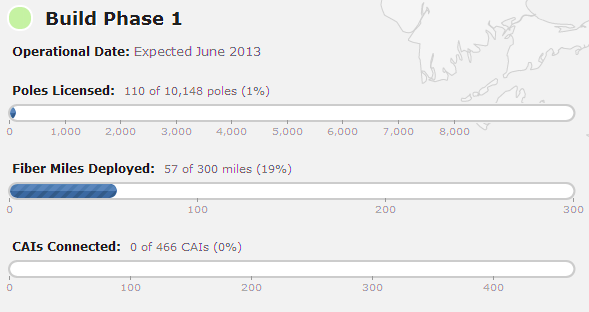 Build Phase 1
Operational Date: Expected June 2013
Poles Licensed: 110 of 10,148 poles (1%)
0 1,000 2,000 3,000 4,000 5,000 6,000 7,000 8,000
Fiber Miles Deployed: 57 of 300 miles (19%)
0 100 200 300
CAIs Connected: 0 of 466 CAIs (0%)
0 100 200 300 400